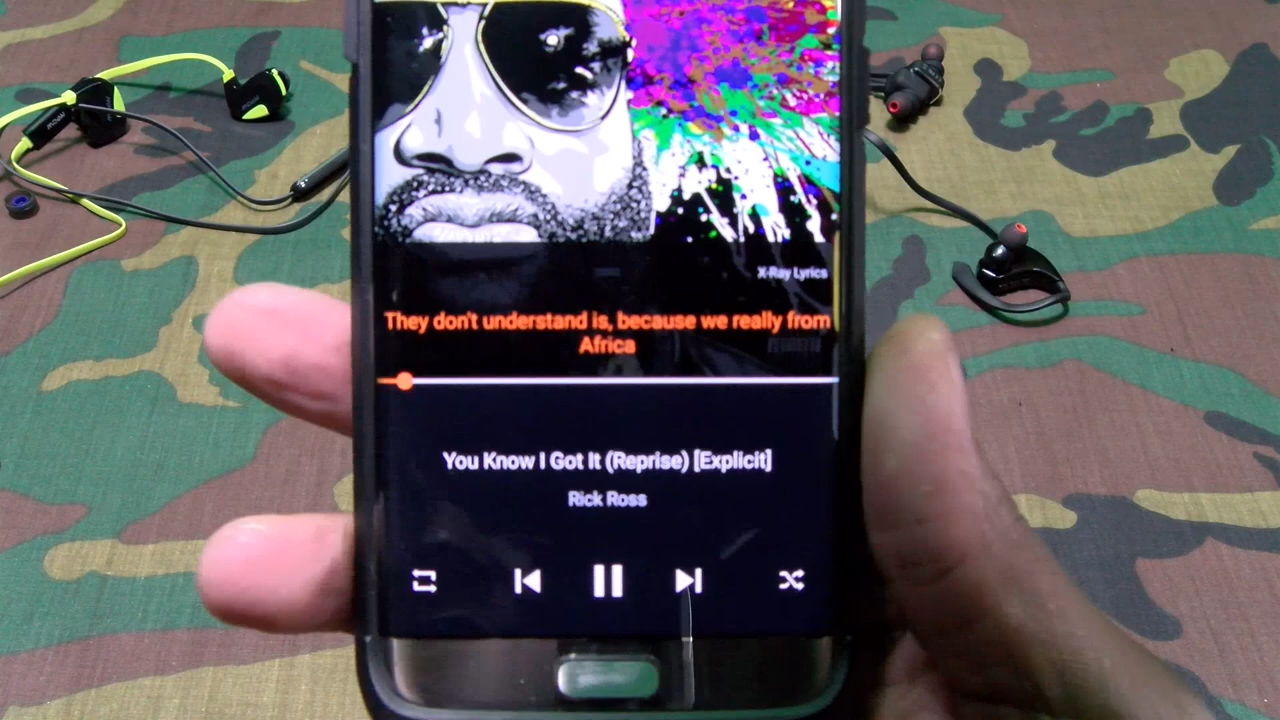 X-Ray Lyrics
They don't understand is, because we really from
Africa
You Know I Got It (Reprise) [Explicit]
Rick Ross